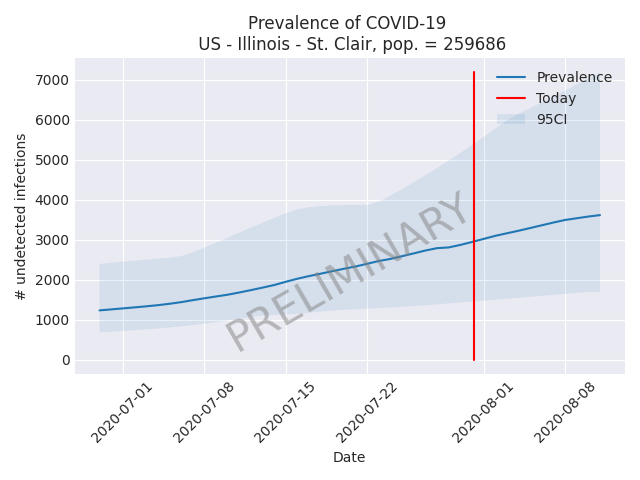 Prevalence of COVID-19
US - Illinois - St. Clair, pop. = 259686
Prevalence
Today
95CI
7000
6000
5000
4000
3000
2000
1000
0
# undetected infections
PRELIMINARY
2020-07-01
2020-07-08
2020-07-15
2020-07-22
2020-08-01
2020-08-08
Date